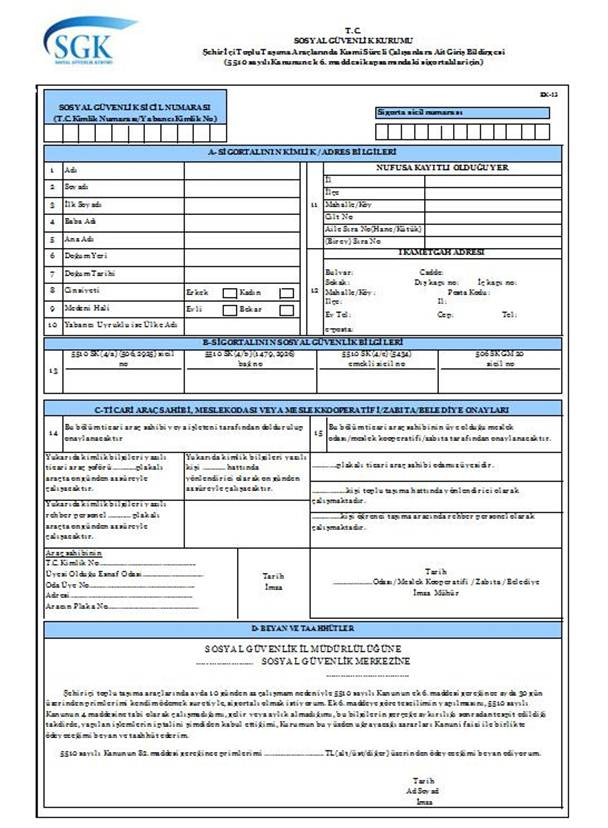 SGK
SOSYAL GÜVENLİK KURUMU
T.C.
SOSYAL GÜVENLİK KURUMU
Şehir İçi Toplu Taşıma Araçlarında Kısmi Süreli Çalışanlara Ait Giriş Bildirgesi
(5510 sayılı Kanunun ek 6. maddesi kapsamındaki sigortalılar için)
EK-13
SOSYAL GÜVENLİK SİCİL NUMARASI
(T.C. Kimlik Numarası/Yabancı Kimlik No)
Sigorta sicil numarası
A- SİGORTALININ KİMLİK / ADRES BİLGİLERİ
1 Adı
2 Soyadı
3 İlk Soyadı
4 Baba Adı
5 Ana Adı
6 Doğum Yeri
7 Doğum Tarihi
8 Cinsiyeti Erkek Kadın
9 Medeni Hali Evli Bekar
10 Yabancı Uyruklu ise Ülke Adı
11
NUFUSA KAYITLI OLDUĞU YER
İl
İlçe
Mahalle/Köy
Cilt No
Aile Sıra No(Hane/Kütük)
(Birey) Sıra No
12
İKAMETGAH ADRESİ
Bulvar: Cadde:
Sokak: Dış kapı no: İç kapı no:
Mahalle/Köy: Posta Kodu:
İlçe: İl:
Ev Tel : Cep: Tel:
e-posta:
B-SİGORTALININ SOSYAL GÜVENLİK BİLGİLERİ
13
5510 SK (4/a) (506, 2925) sicil no
5510 SK (4/b) (1479, 2926) bağ no
5510 SK (4/c) (5434) emekli sicil no
506 SK GM 20 sicil no
C-TİCARİ ARAÇ SAHİBİ, MESLEK ODASI VEYA MESLEK KOOPERATİFİ/ZABITA/BELEDİYE ONAYLARI
14 Bu bölüm ticari araç sahibi veya işleteni tarafından doldurulup
onaylanacaktır
15 Bu bölüm ticari araç sahibinin üye olduğu meslek
odası/meslek kooperatifi/zabıta tarafından onaylanacaktır.
Yukarıda kimlik bilgileri yazılı
ticari araç şoförü ............plakalı
araçta on günden az süreyle
çalışacaktır.
Yukarıda kimlik bilgileri yazılı
kişi ............ hattında
yönlendirici olarak on günden
az süreyle çalışacaktır.
Yukarıda kimlik bilgileri yazılı
rehber personel ............ plakalı
araçta on günden az süreyle
çalışacaktır.
............plakalı ticari araç sahibi odamız üyesidir.
............kişi toplu taşıma hattında yönlendirici olarak
çalışmaktadır.
............kişi öğrenci taşıma aracında rehber personel olarak
çalışmaktadır.
Araç sahibinin
T.C. Kimlik No............................
Üyesi Olduğu Esnaf Odası....................
Oda Üye No............................
Adresi............................
Aracın Plaka No............................
Tarih
İmza
Tarih
................Odası / Meslek Kooperatifi / Zabıta / Belediye
İmza Mühür
D- BEYAN VE TAAHHÜTLER
SOSYAL GÜVENLİK İL MÜDÜRLÜLÜĞÜNE
........................ SOSYAL GÜVENLİK MERKEZİNE
........................
Şehir içi toplu taşıma araçlarında ayda 10 günden az çalışmam nedeniyle 5510 sayılı Kanunun ek 6. maddesi gereğince ayda 30 gün
üzerinden primlerimi kendim ödemek suretiyle, sigortalı olmak istiyorum. Ek 6. maddeye göre tescilimin yapılmasını, 5510 sayılı
Kanunun 4. maddesine tabi olarak çalışmadığımı, gelir veya aylık almadığımı, bu bilgilerin gerçeğe aykırılığı sonradan tespit edildiği
takdirde, yapılan işlemlerin iptalini şimdiden kabul ettiğimi, Kurumun bu yüzden uğrayacağı zararları Kanuni faizi ile birlikte
ödeyeceğimi beyan ve taahhüt ederim.
5510 sayılı Kanunun 82. maddesi gereğince primlerimi ........................ TL (alt/üst/diğer) üzerinden ödeyeceğimi beyan ediyorum.
Tarih
Ad Soyad
İmza